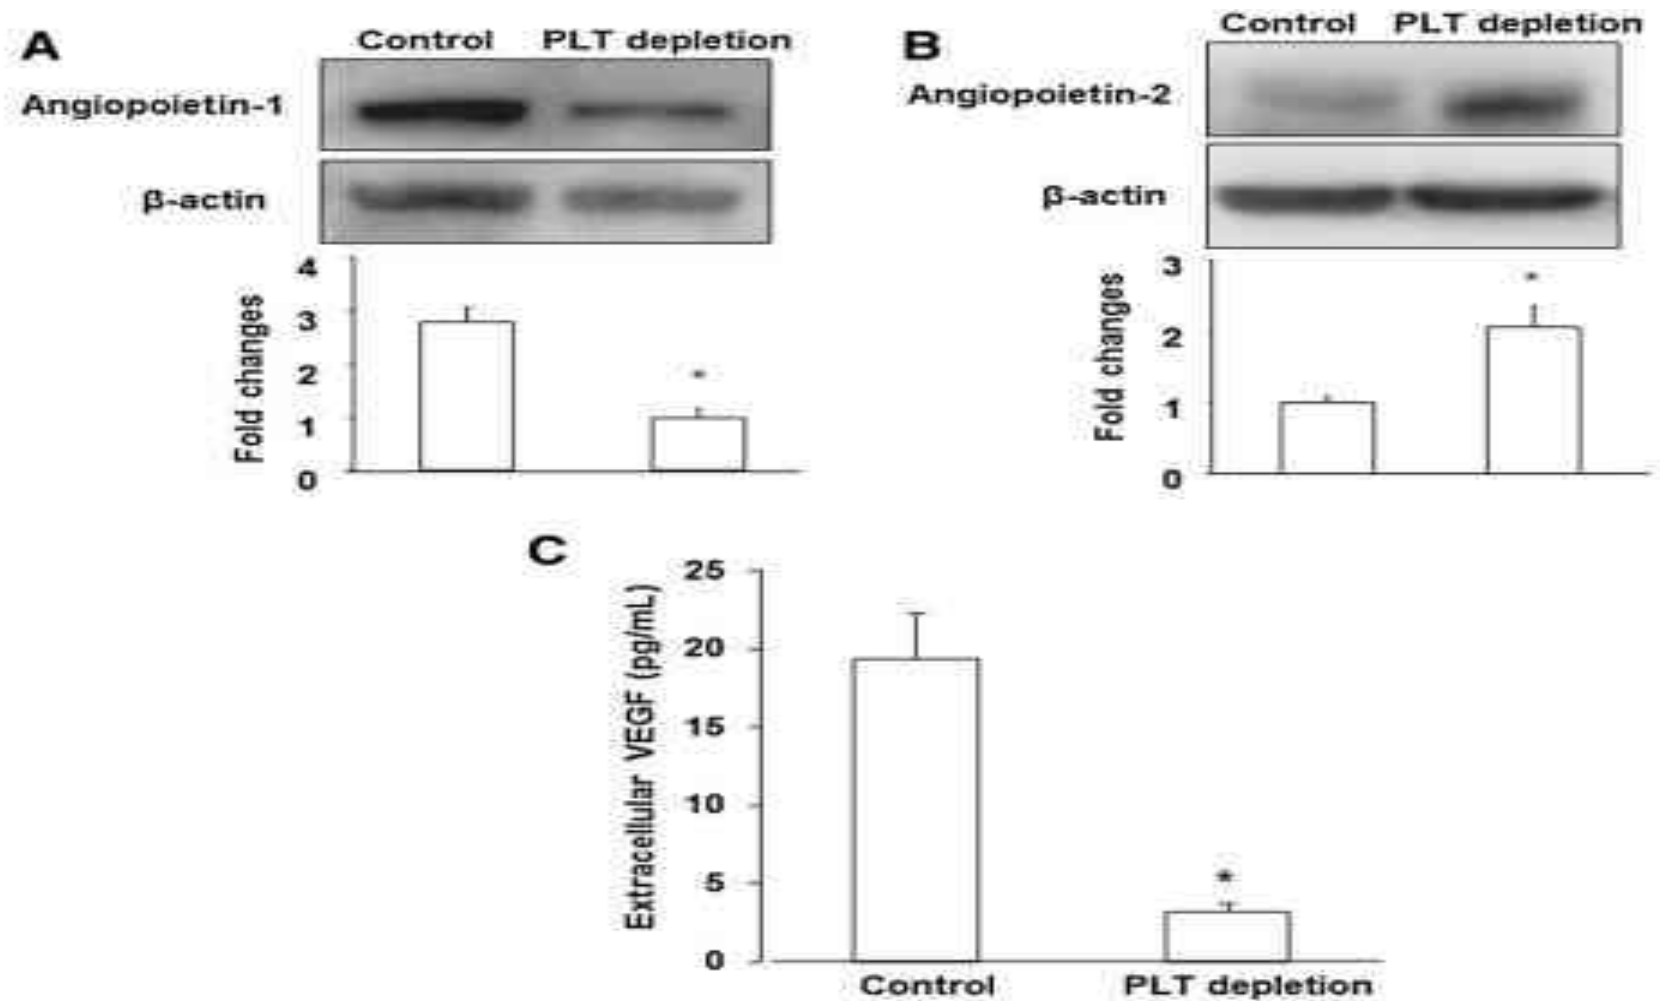 A
Control PLT depletion
Angiopoietin-1
β-actin
4
3
2
1
0
Fold changes
*
B
Control PLT depletion
Angiopoietin-2
β-actin
3
2
1
0
Fold changes
*
C
25
20
15
10
5
0
Extracellular VEGF (pg/mL)
*
Control PLT depletion